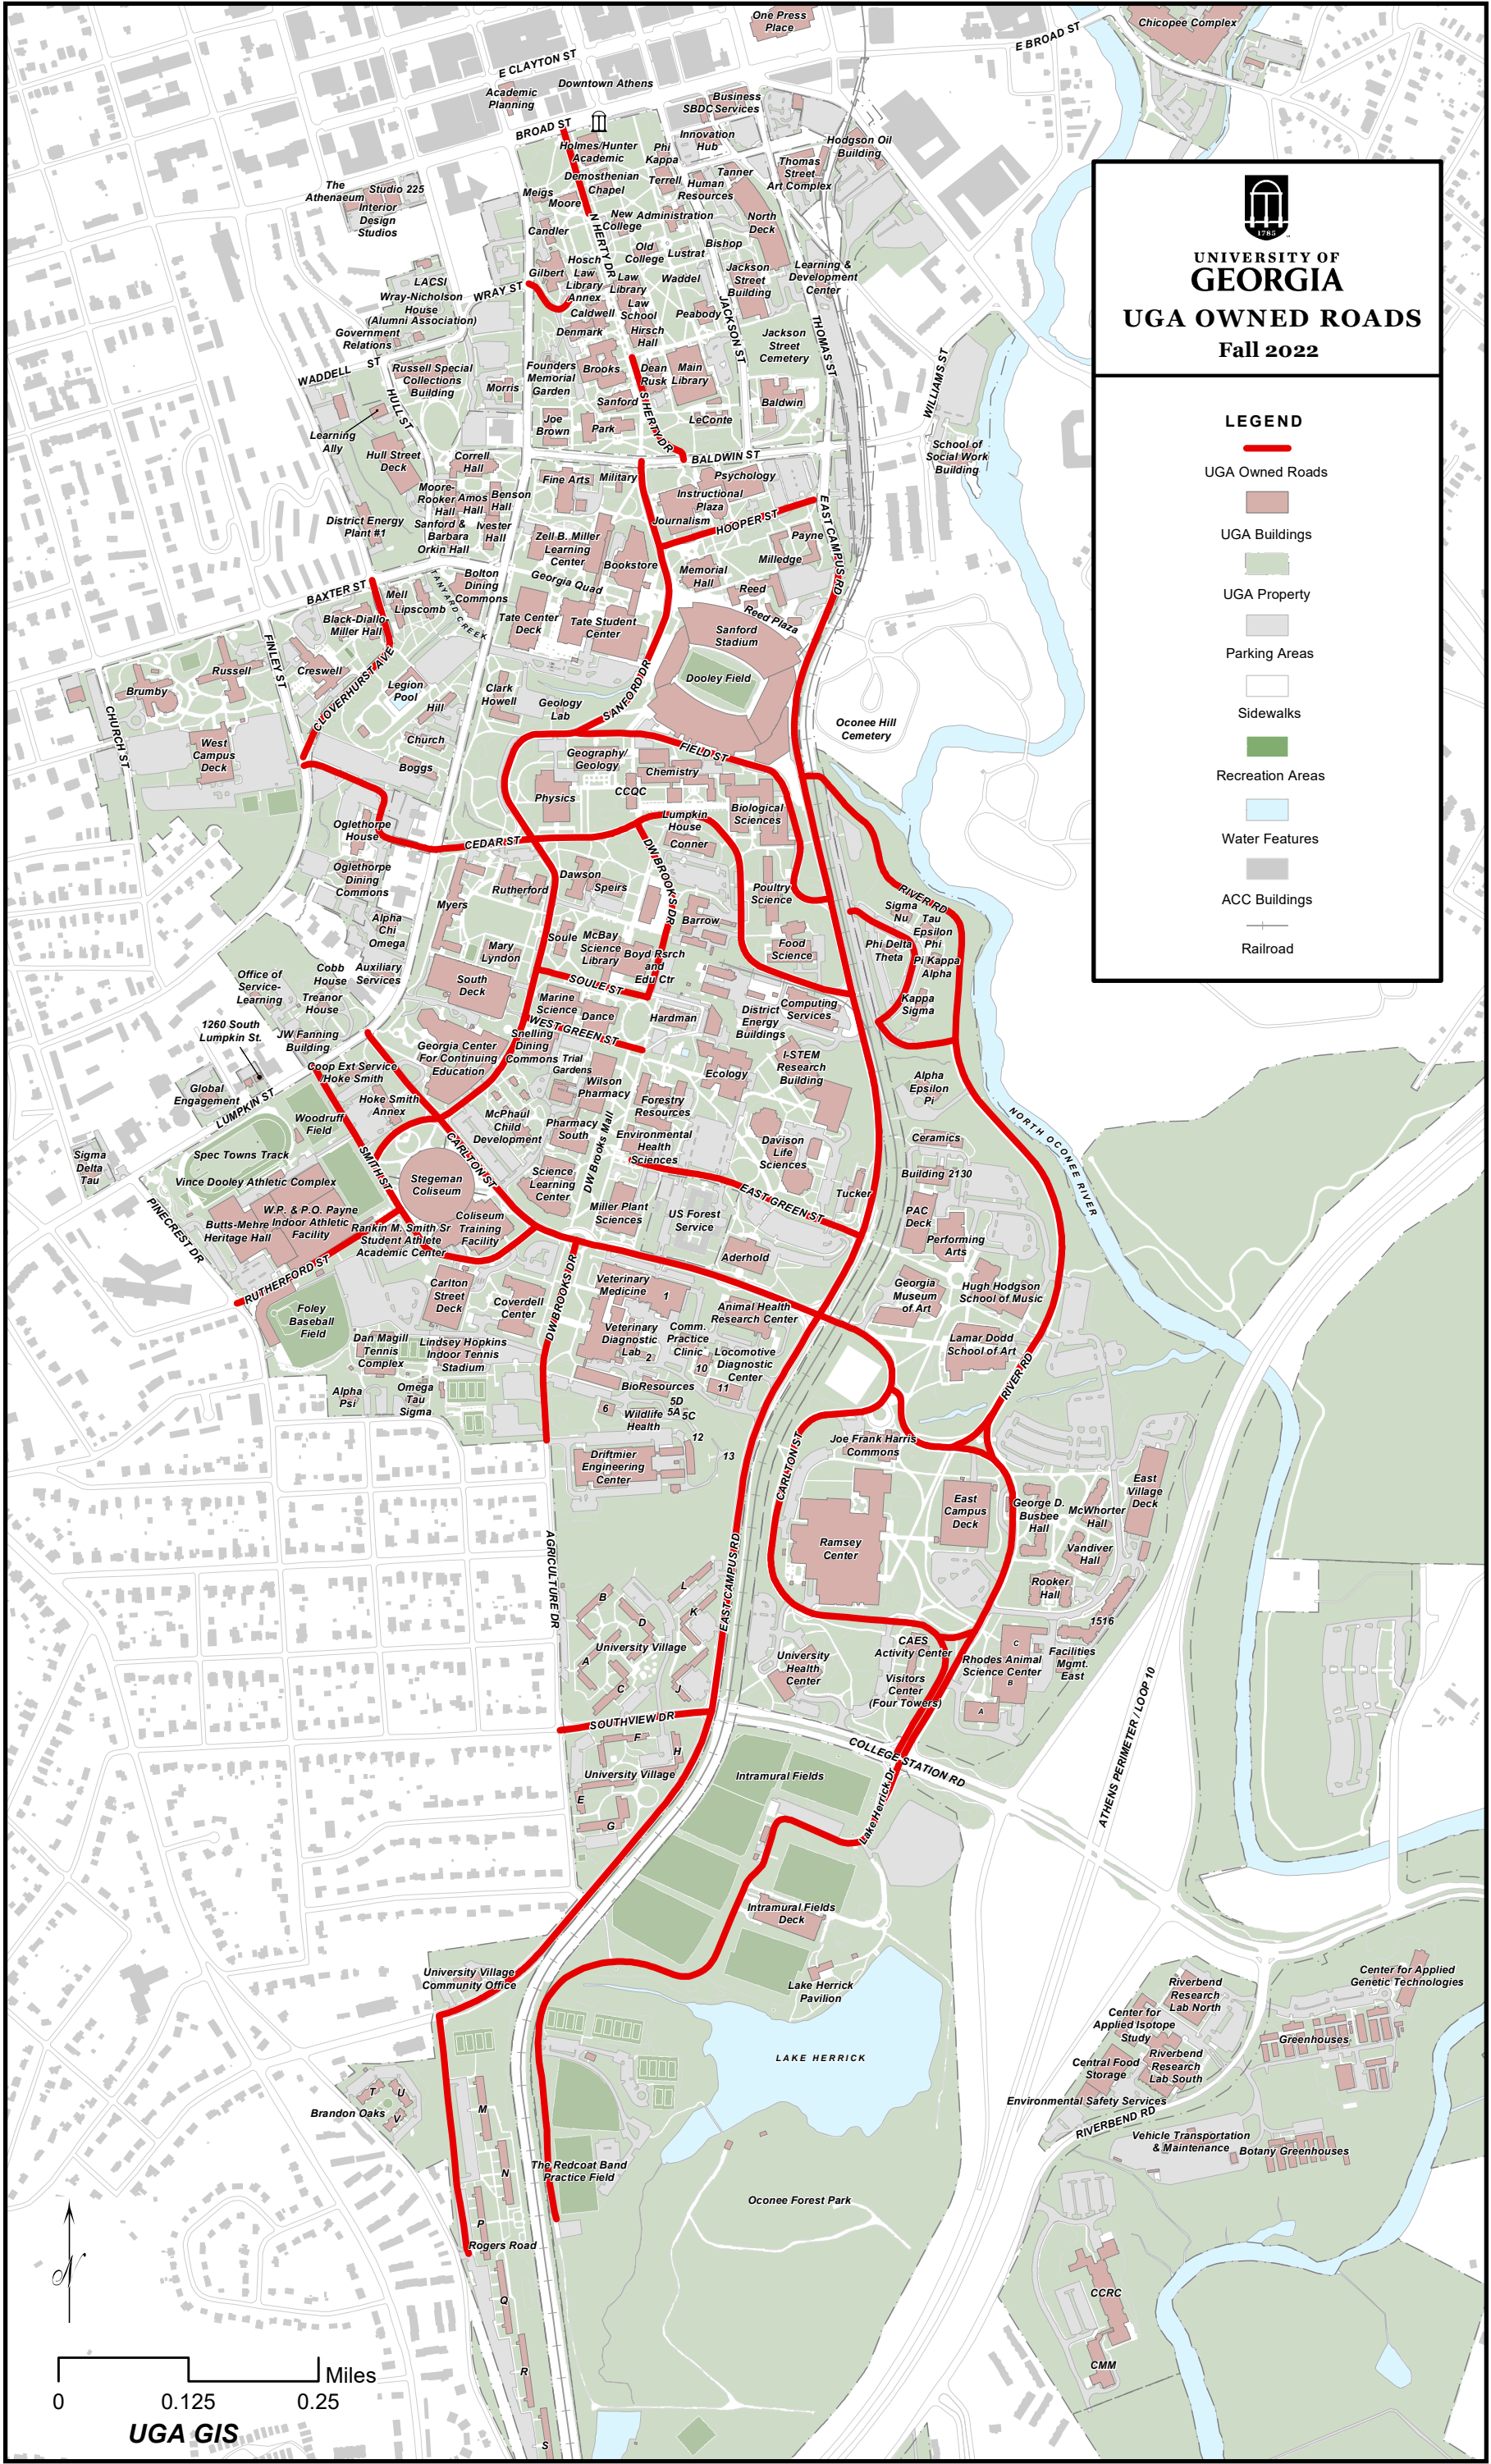 One Press
Place
Chicopee Complex
E BROAD ST
E CLAYTON ST
Downtown Athens
Academic
Planning
Business
SBDC Services
BROAD ST
Holmes/Hunter
Academic
Phi
Kappa
Innovation
Hub
Hodgson Oil
Building
Thomas
Street
Art Complex
Tanner
Demosthenian
Chapel
Terrell
Human
Resources
The
Athenaeum
Studio 225
Interior
Design
Studios
Meigs
Moore
New
College
Administration
North
Deck
Candler
N HERTY DR
Old
College
Lustrat
Bishop
Hosch
Law
Library
Annex
Gilbert
Law
Library
Waddel
Jackson
Street
Building
Learning &
Development
Center
LACSI
Wray-Nicholson
House
(Alumni Association)
WRAY ST
Caldwell
Law
School
Peabody
JACKSON ST
THOMAS ST
Government
Relations
Denmark
Hirsch
Hall
Jackson
Street
Cemetery
WADDELL ST
Russell Special
Collections
Building
Morris
Founders
Memorial
Garden
Brooks
Dean
Rusk
Main
Library
WILLIAMS ST
HULL ST
Sanford
S HERTY DR
Baldwin
Learning
Ally
Joe
Brown
Park
LeConte
Hull Street
Deck
Correll
Hall
BALDWIN ST
School of
Social Work
Building
Fine Arts
Military
Psychology
Moore-
Rooker
Hall
Amos
Hall
Benson
Hall
Instructional
Plaza
District Energy
Plant #1
Sanford &
Barbara
Orkin Hall
Ivester
Hall
Journalism
HOOPER ST
EAST CAMPUS RD
Zell B. Miller
Learning
Center
Payne
Bookstore
Milledge
Memorial
Hall
BAXTER ST
TANYARD CREEK
Bolton
Dining
Commons
Georgia Quad
Reed
Mell
Lipscomb
Reed Plaza
Black-Diallo-
Miller Hall
Tate Center
Deck
Tate Student
Center
Sanford
Stadium
FINLEY ST
Creswell
Russell
Brumby
CLOVERHURST AVE
Legion
Pool
Hill
Clark
Howell
Geology
Lab
SANFORD DR
Dooley Field
CHURCH ST
Oconee Hill
Cemetery
West
Campus
Deck
Church
Boggs
Geography/
Geology
FIELD ST
Chemistry
Physics
CCQC
Oglethorpe
House
Lumpkin
House
Biological
Sciences
CEDAR ST
Conner
DW BROOKS DR
Oglethorpe
Dining
Commons
Rutherford
Dawson
Speirs
Poultry
Science
RIVER RD
Myers
Sigma
Nu
Tau
Epsilon
Phi
Alpha
Chi
Omega
Barrow
Mary
Lyndon
Soule
McBay
Science
Library
Boyd Rsrch
and
Edu Ctr
Food
Science
Phi Delta
Theta
Pi Kappa
Alpha
Office of
Service-
Learning
Cobb
House
Auxiliary
Services
South
Deck
SOULE ST
Treanor
House
Marine
Science
Dance
Hardman
District
Energy
Buildings
Computing
Services
Kappa
Sigma
1260 South
Lumpkin St.
JW Fanning
Building
WEST GREEN ST
Georgia Center
For Continuing
Education
Snelling
Dining
Commons
Trial
Gardens
Coop Ext Service
Hoke Smith
Ecology
I-STEM
Research
Building
Global
Engagement
Wilson
Pharmacy
Alpha
Epsilon
Pi
LUMPKIN ST
Hoke Smith
Annex
Forestry
Resources
Woodruff
Field
McPhaul
Child
Development
Pharmacy
South
NORTH OCONEE RIVER
Sigma
Delta
Tau
Spec Towns Track
SMITH ST
CARLTON ST
DW Brooks Mall
Environmental
Health
Sciences
Davison
Life
Sciences
Ceramics
Building 2130
Vince Dooley Athletic Complex
Stegeman
Coliseum
Science
Learning
Center
EAST GREEN ST
Tucker
PINECREST DR
Butts-Mehre
Heritage Hall
W.P. & P.O. Payne
Indoor Athletic
Facility
Rankin M. Smith Sr
Student Athlete
Academic Center
Coliseum
Training
Facility
Miller Plant
Sciences
US Forest
Service
PAC
Deck
Performing
Arts
RUTHERFORD ST
Aderhold
Carlton
Street
Deck
Coverdell
Center
DW BROOKS DR
Veterinary
Medicine
1
Georgia
Museum
of Art
Hugh Hodgson
School of Music
Foley
Baseball
Field
Animal Health
Research Center
Dan Magill
Tennis
Complex
Lindsey Hopkins
Indoor Tennis
Stadium
Veterinary
Diagnostic
Lab
2
Comm.
Practice
Clinic
10
Locomotive
Diagnostic
Center
11
Lamar Dodd
School of Art
RIVER RD
Alpha
Psi
Omega
Tau
Sigma
BioResources
6
5D
5A
5C
Wildlife
Health
12
13
Driftmier
Engineering
Center
CARLTON ST
Joe Frank Harris
Commons
East
Village
Deck
East
Campus
Deck
George D.
Busbee
Hall
McWhorter
Hall
AGRICULTURE DR
EAST CAMPUS RD
Ramsey
Center
Vandiver
Hall
Rooker
Hall
B
L
D
K
University Village
A
C
J
1516
CAES
Activity Center
University
Health
Center
Visitors
Center
(Four Towers)
C
Rhodes Animal
Science Center
B
A
Facilities
Mgmt.
East
SOUTHVIEW DR
F
H
University Village
E
G
COLLEGE STATION RD
ATHENS PERIMETER / LOOP 10
Intramural Fields
Lake Herrick Dr
Intramural Fields
Deck
University Village
Community Office
Lake Herrick
Pavilion
LAKE HERRICK
Riverbend
Research
Lab North
Center for Applied
Genetic Technologies
Center for
Applied Isotope
Study
Greenhouses
Central Food
Storage
Riverbend
Research
Lab South
Environmental Safety Services
RIVERBEND RD
Vehicle Transportation
& Maintenance
Botany Greenhouses
T
U
V
Brandon Oaks
M
N
The Redcoat Band
Practice Field
Oconee Forest Park
P
Rogers Road
Q
R
S
CCRC
CMM
1785
UNIVERSITY OF
GEORGIA
UGA OWNED ROADS
Fall 2022
LEGEND
UGA Owned Roads
UGA Buildings
UGA Property
Parking Areas
Sidewalks
Recreation Areas
Water Features
ACC Buildings
Railroad
N
Miles
0 0.125 0.25
UGA GIS